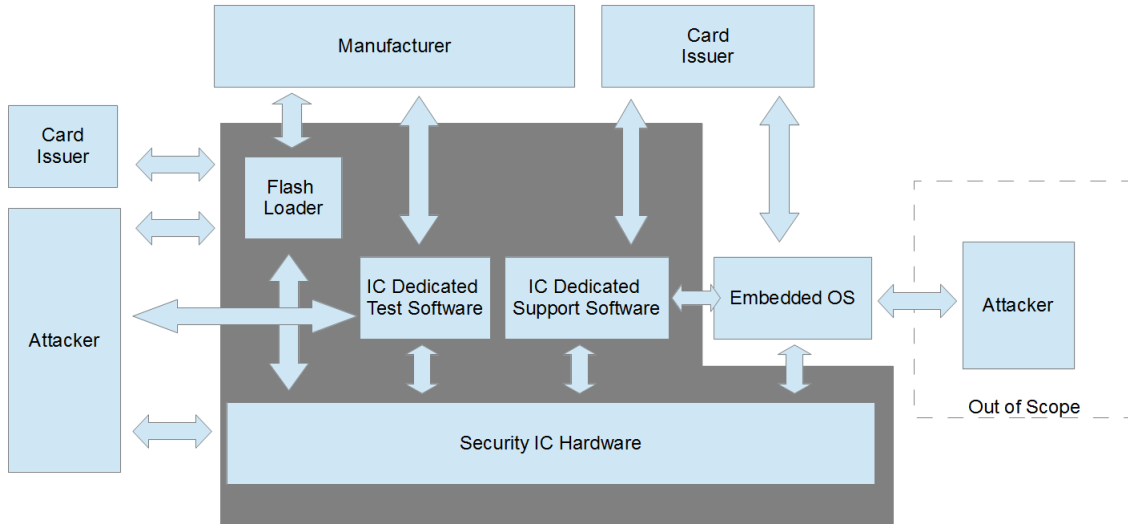 Manufacturer
Card
Issuer
Card
Issuer
Flash
Loader
IC Dedicated
Test Software
IC Dedicated
Support Software
Embedded OS
Attacker
Attacker
Out of Scope
Security IC Hardware